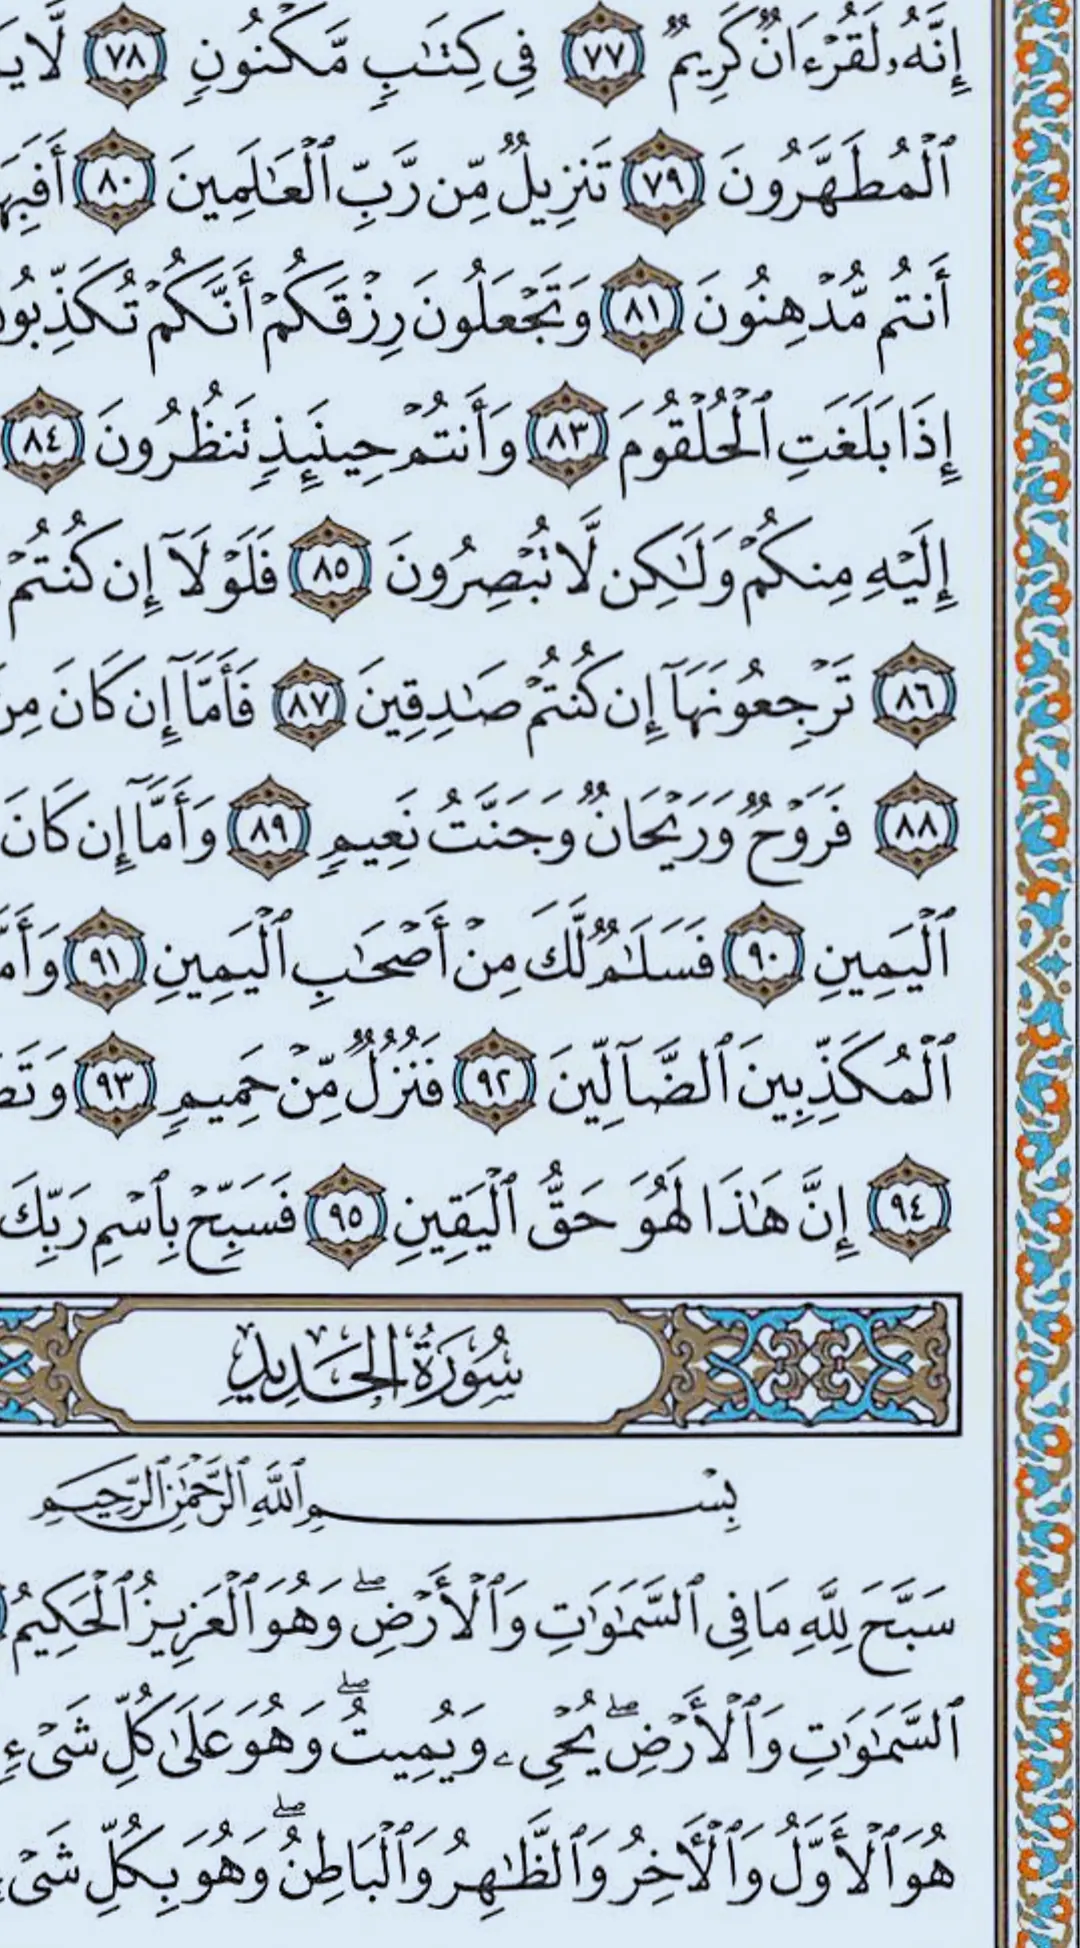 إِنَّهُۥ لَقُرْءَانٌ كَرِيمٌ ٧٧ فِى كِتَٰبٍ مَّكْنُونٍ ٧٨ لَّا
ٱلْمُطَهَّرُونَ ٧٩ تَنزِيلٌ مِّن رَّبِّ ٱلْعَٰلَمِينَ ٨٠
أَنتُم مُّدْهِنُونَ ٨١ وَتَجْعَلُونَ رِزْقَكُمْ أَنَّكُمْ
إِذَا بَلَغَتِ ٱلْحُلْقُومَ ٨٣ وَأَنتُمْ حِينَئِذٍ تَنظُرُونَ ٨٤
إِلَيْهِ مِنكُمْ وَلَٰكِن لَّا تُبْصِرُونَ ٨٥ فَلَوْلَآ إِن كُنتُمْ
٨٦ تَرْجِعُونَهَآ إِن كُنتُمْ صَٰدِقِينَ ٨٧ فَأَمَّآ إِن كَانَ
٨٨ فَرَوْحٌ وَرَيْحَانٌ وَجَنَّتُ نَعِيمٍ ٨٩ وَأَمَّآ إِن كَانَ
ٱلْيَمِينِ ٩٠ فَسَلَٰمٌ لَّكَ مِنْ أَصْحَٰبِ ٱلْيَمِينِ ٩١
ٱلْمُكَذِّبِينَ ٱلضَّآلِّينَ ٩٢ فَنُزُلٌ مِّنْ حَمِيمٍ ٩٣
٩٤ إِنَّ هَٰذَا لَهُوَ حَقُّ ٱلْيَقِينِ ٩٥ فَسَبِّحْ بِٱسْمِ رَبِّكَ
سُورَةُ الحَدِيدِ
بِسْمِ ٱللَّهِ ٱلرَّحْمَٰنِ ٱلرَّحِيمِ
سَبَّحَ لِلَّهِ مَا فِى ٱلسَّمَٰوَٰتِ وَٱلْأَرْضِ ۖ وَهُوَ ٱلْعَزِيزُ ٱلْحَكِيمُ
ٱلسَّمَٰوَٰتِ وَٱلْأَرْضِ ۖ يُحْىِۦ وَيُمِيتُ ۖ وَهُوَ عَلَىٰ كُلِّ شَىْءٍ
هُوَ ٱلْأَوَّلُ وَٱلْءَاخِرُ وَٱلظَّٰهِرُ وَٱلْبَاطِنُ ۖ وَهُوَ بِكُلِّ شَىْءٍ